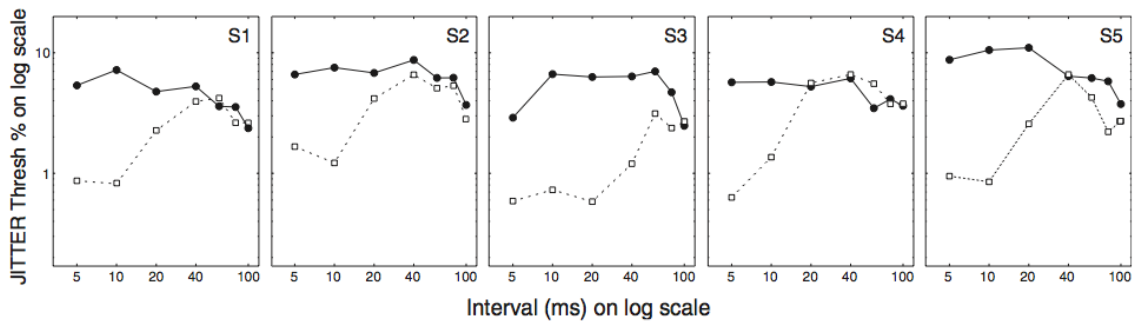 S1 S2 S3 S4 S5
JITTER Thresh % on log scale
10
1
5 10 20 40 100 5 10 20 40 100 5 10 20 40 100 5 10 20 40 100 5 10 20 40 100
Interval (ms) on log scale